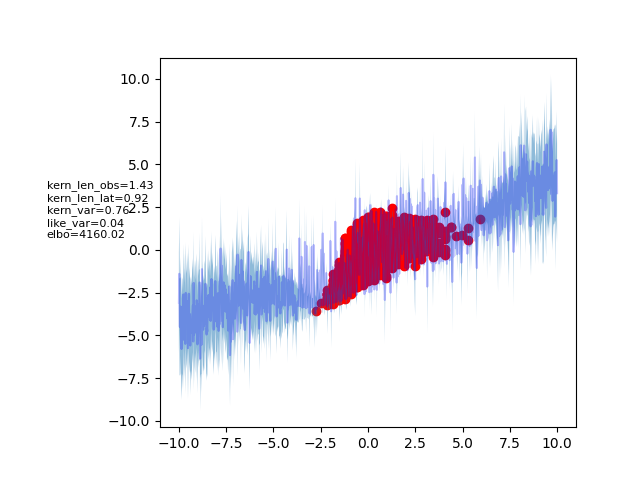 10.0
7.5
5.0
2.5
0.0
−2.5
−5.0
−7.5
−10.0
kern_len_obs=1.43
kern_len_lat=0.92
kern_var=0.76
like_var=0.04
elbo=4160.02
−10.0 −7.5 −5.0 −2.5 0.0 2.5 5.0 7.5 10.0